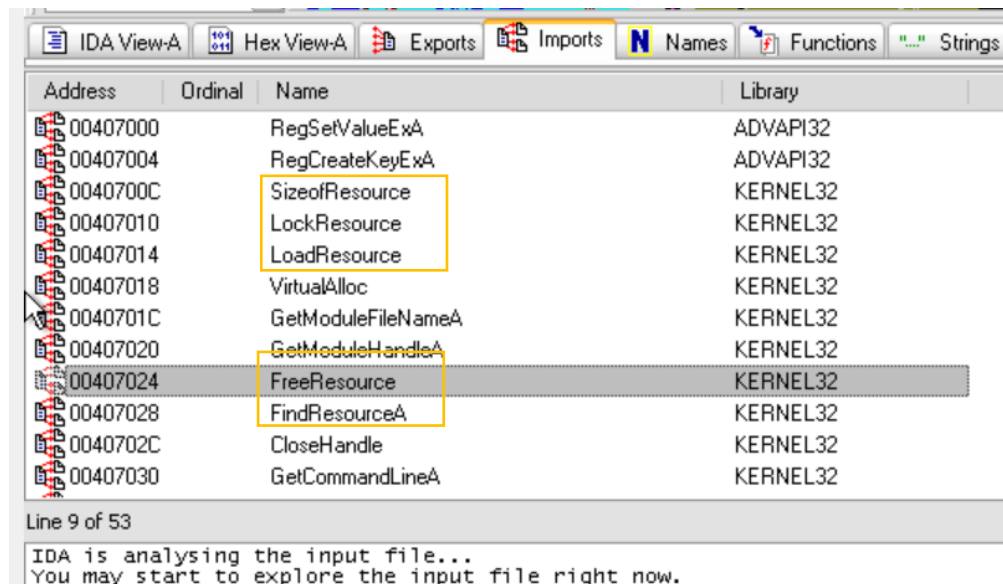 IDA View-A Hex View-A Exports Imports N Names Functions "..." Strings
Address Ordinal Name Library
00407000 RegSetValueExA ADVAPI32
00407004 RegCreateKeyExA ADVAPI32
0040700C SizeofResource KERNEL32
00407010 LockResource KERNEL32
00407014 LoadResource KERNEL32
00407018 VirtualAlloc KERNEL32
0040701C GetModuleFileNameA KERNEL32
00407020 GetModuleHandleA KERNEL32
00407024 FreeResource KERNEL32
00407028 FindResourceA KERNEL32
0040702C CloseHandle KERNEL32
00407030 GetCommandLineA KERNEL32
Line 9 of 53
IDA is analysing the input file...
You may start to explore the input file right now.